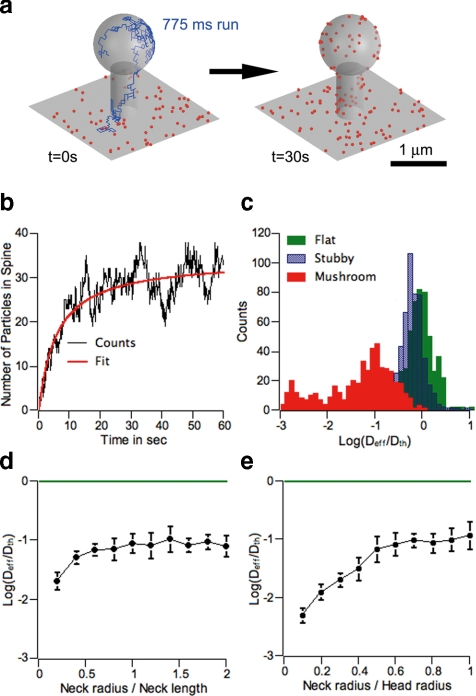 a
775 ms run
t=0s
t=30s
1 μm
b
Number of Particles in Spine
40
30
20
10
0
Counts
Fit
0 10 20 30 40 50 60
Time in sec
c
Counts
120
100
80
60
40
20
0
Flat
Stubby
Mushroom
-3 -2 -1 0 1
Log(Deff/Dth)
d
Log(Deff/Dth)
0
-1
-2
-3
0 0.5 1 1.5 2
Neck radius / Neck length
e
Log(Deff/Dth)
0
-1
-2
-3
0 0.2 0.4 0.6 0.8 1
Neck radius / Head radius